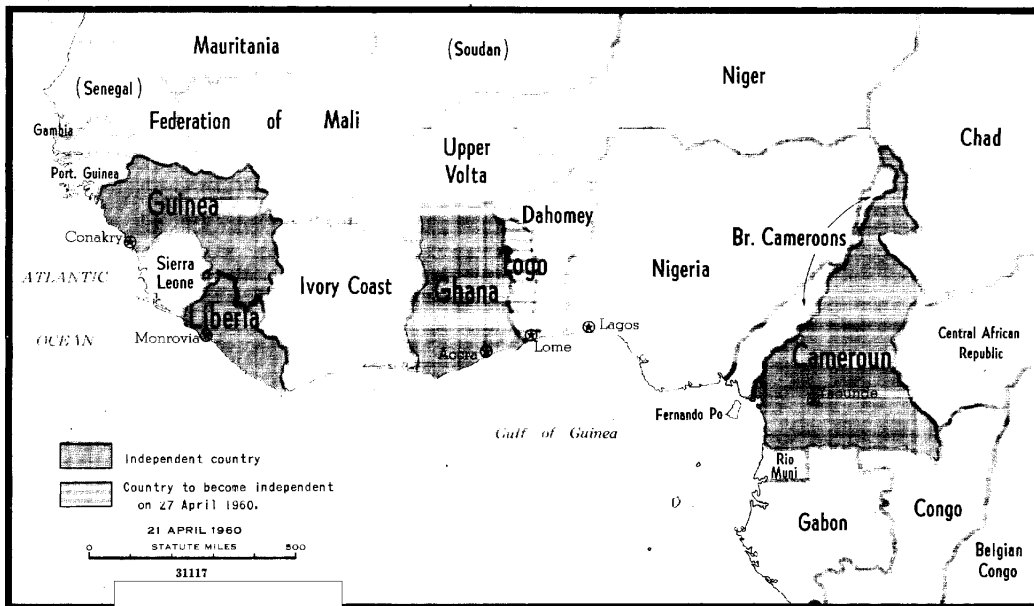 Mauritania
(Soudan)
Niger
(Senegal)
Chad
Gambia
Federation of Mali
Upper
Volta
Port. Guinea
Guinea
Dahomey
Br. Cameroons
Conakry
Togo
Nigeria
ATLANTIC
Sierra
Leone
Ivory Coast
Ghana
Liberia
Lagos
OCEAN
Monrovia
Lome
Accra
Central African
Republic
Cameroun
Yaounde
Fernando Po
Gulf of Guinea
Independent country
Rio
Muni
Country to become independent
on 27 April 1960.
Gabon
Congo
21 APRIL 1960
STATUTE MILES
0 500
Belgian
Congo
31117